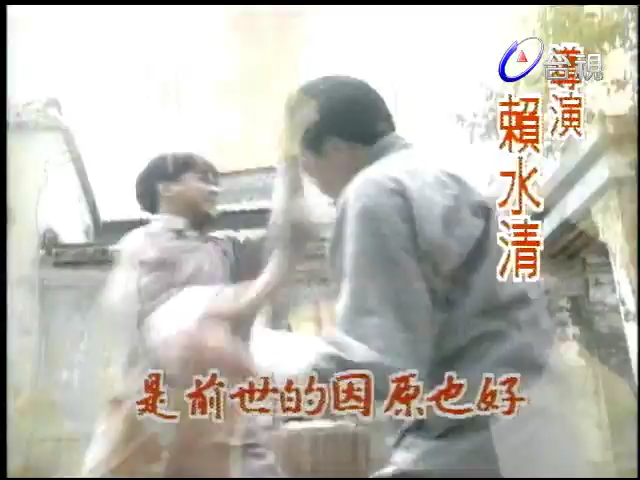 台視
導演
賴水清
是前世的因原也好